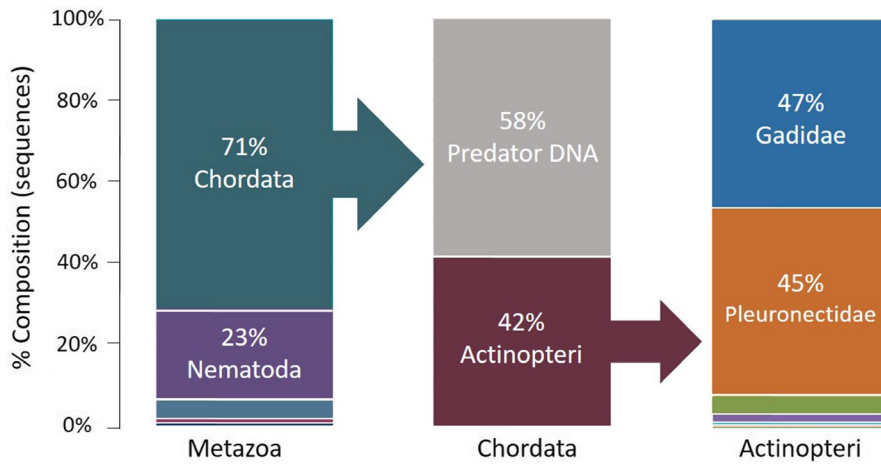 % Composition (sequences)
100%
80%
60%
40%
20%
0%
71%
Chordata
23%
Nematoda
Metazoa
58%
Predator DNA
42%
Actinopteri
Chordata
47%
Gadidae
45%
Pleuronectidae
Actinopteri